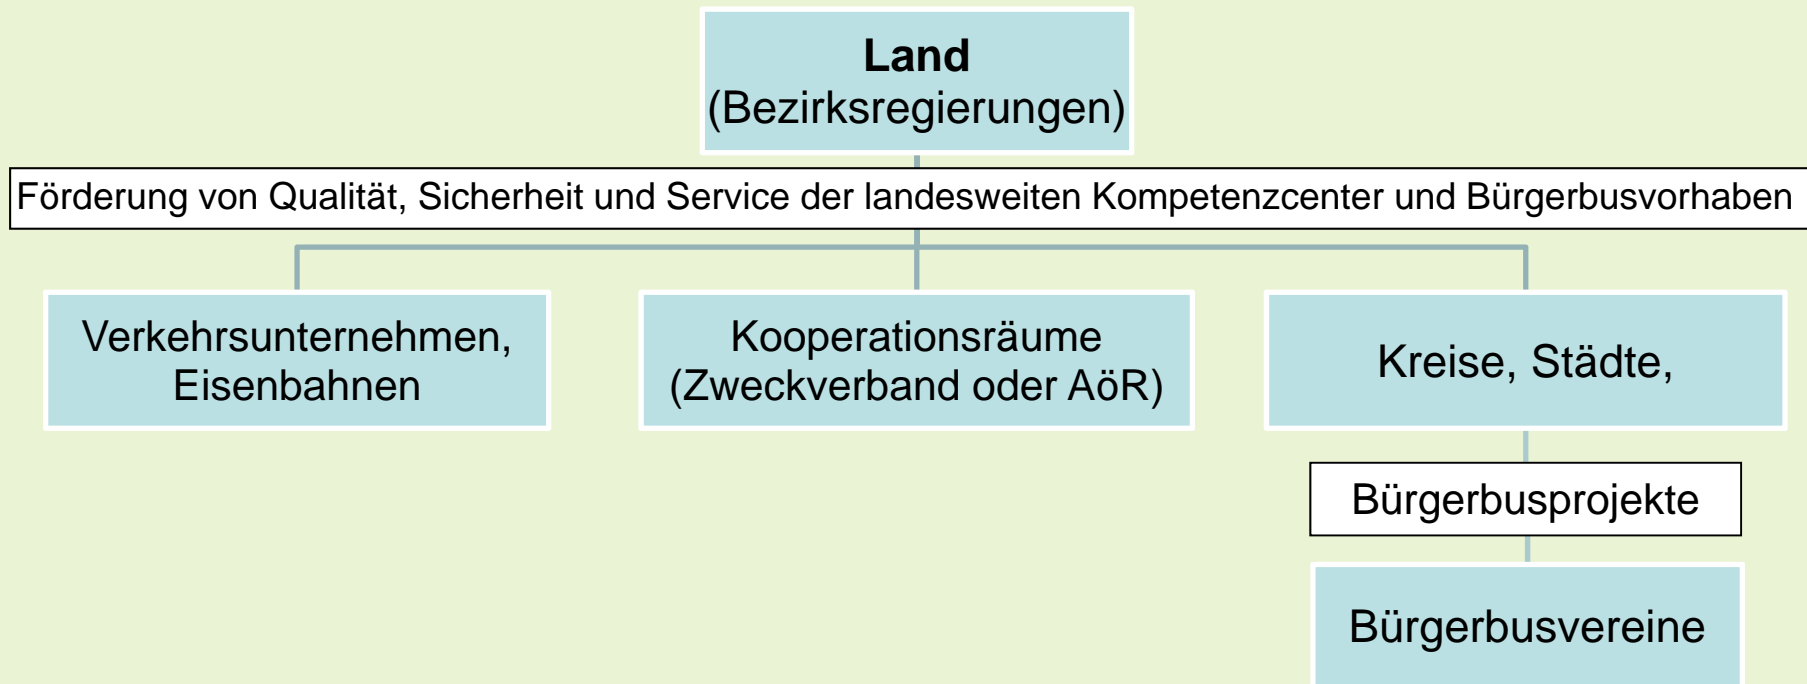 Land
(Bezirksregierungen)
Förderung von Qualität, Sicherheit und Service der landesweiten Kompetenzcenter und Bürgerbusvorhaben
Verkehrsunternehmen,
Eisenbahnen
Kooperationsräume
(Zweckverband oder AöR)
Kreise, Städte,
Bürgerbusprojekte
Bürgerbusvereine